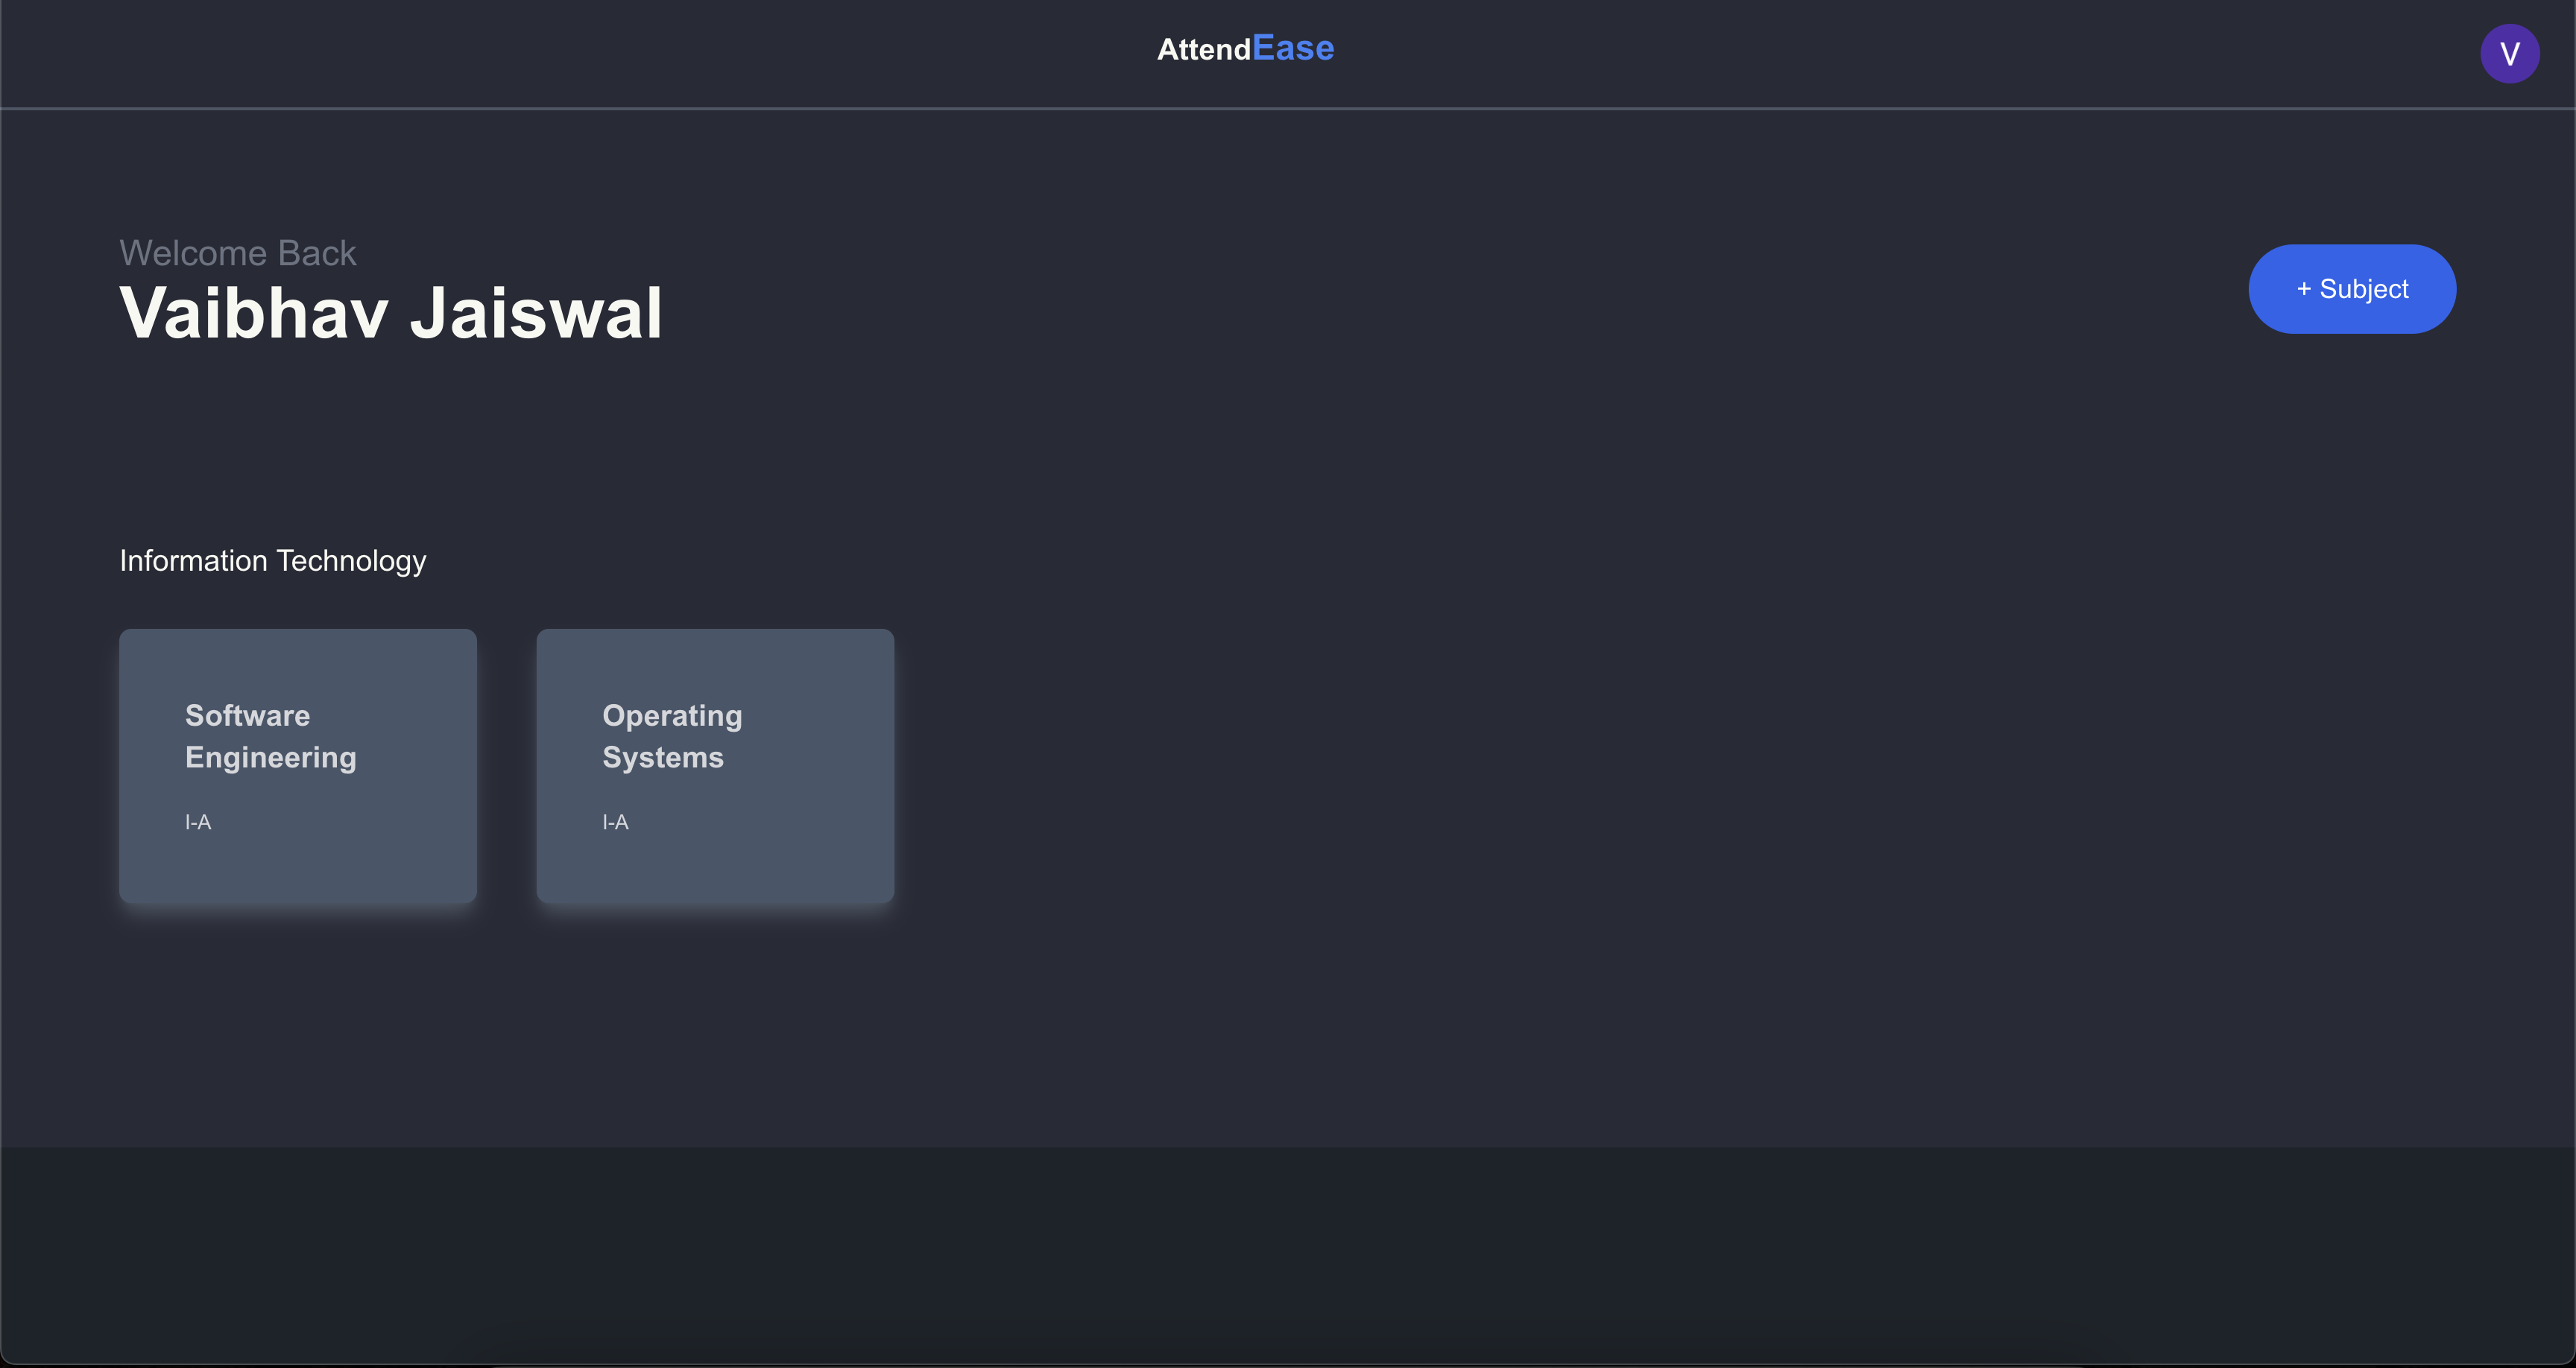 AttendEase
V
Welcome Back
Vaibhav Jaiswal
+ Subject
Information Technology
Software
Engineering
I-A
Operating
Systems
I-A